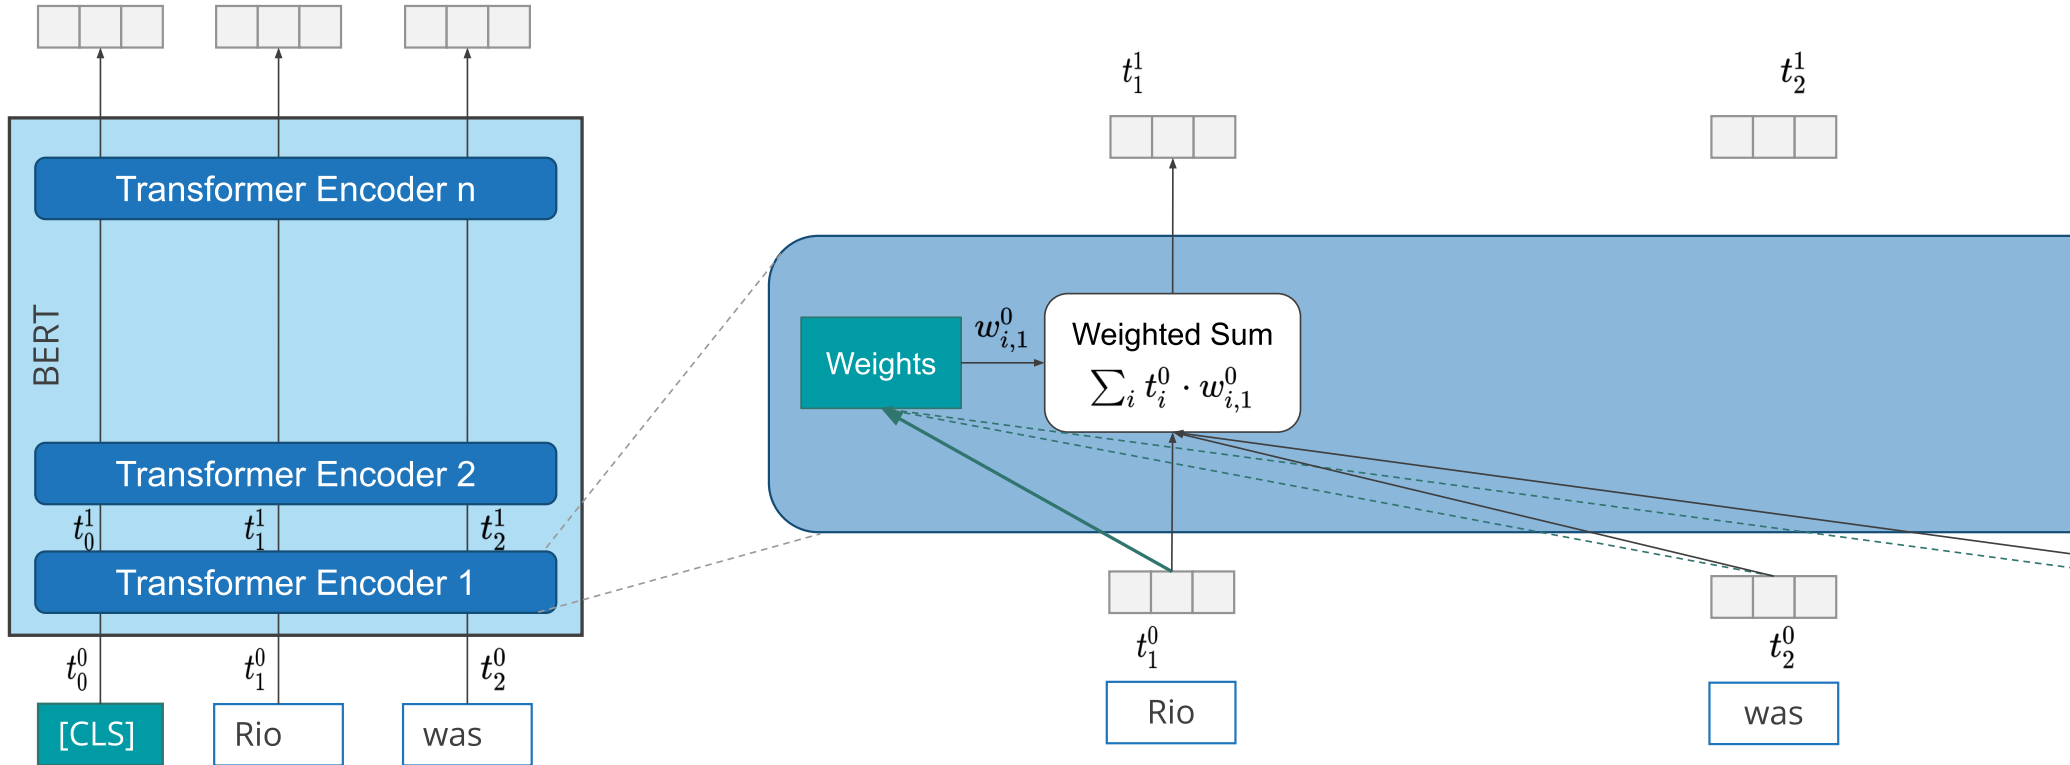 Transformer Encoder n
BERT
Transformer Encoder 2
t_0^1 t_1^1 t_2^1
Transformer Encoder 1
t_0^0 t_1^0 t_2^0
[CLS] Rio was
t_1^1 t_2^1
Weights
w_{i,1}^0
Weighted Sum
∑_i t_i^0 · w_{i,1}^0
t_1^0 t_2^0
Rio was